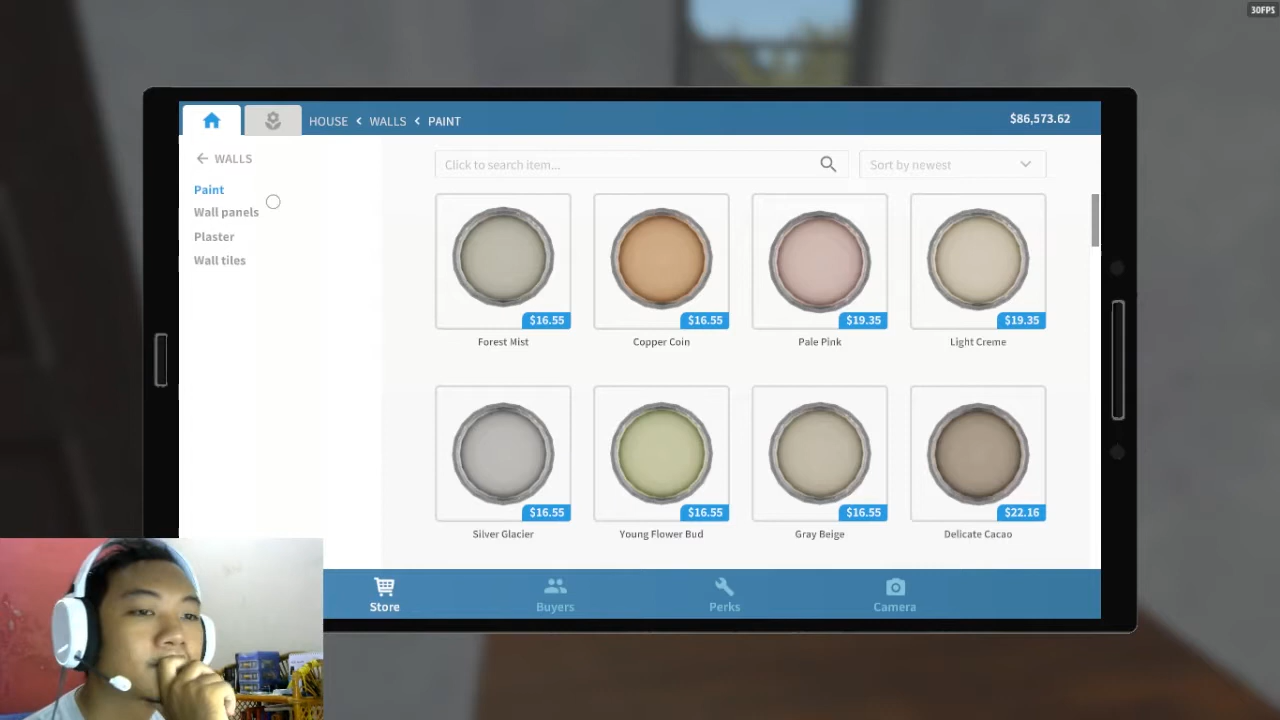 30FPS
HOUSE < WALLS < PAINT
$86,573.62
WALLS
Click to search item...
Sort by newest
Paint
Wall panels
Plaster
Wall tiles
$16.55 $16.55 $19.35 $19.35
Forest Mist Copper Coin Pale Pink Light Creme
$16.55 $16.55 $16.55 $22.16
Silver Glacier Young Flower Bud Gray Beige Delicate Cacao
Store Buyers Perks Camera